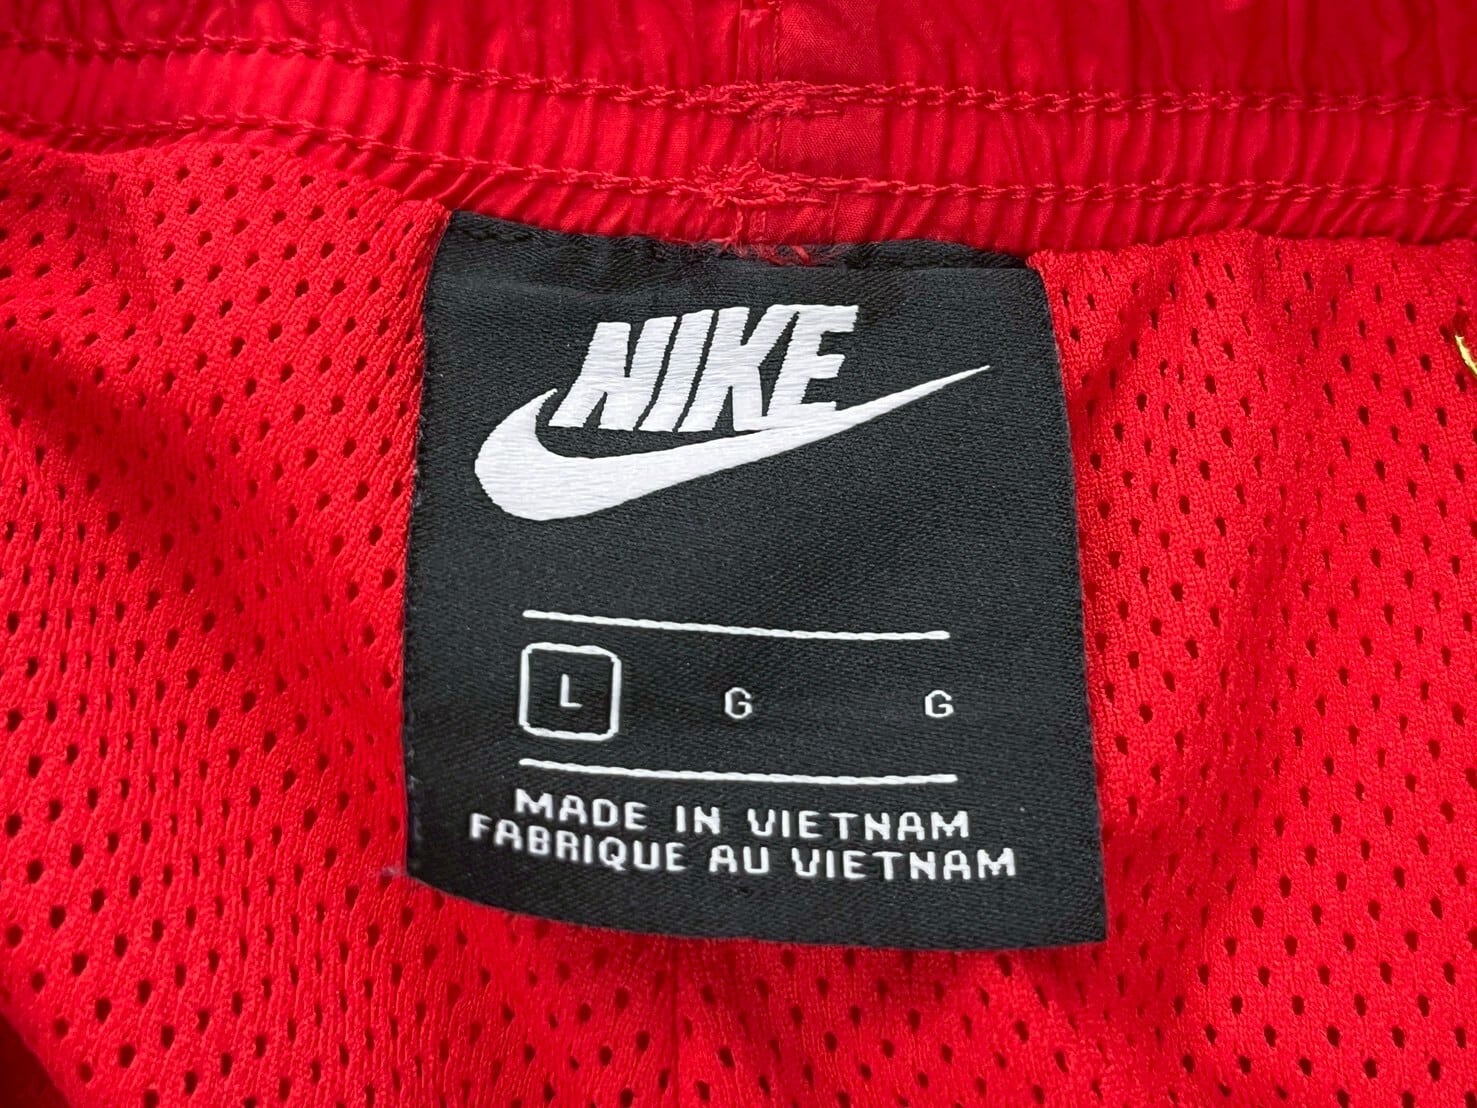 NIKE
L G G
MADE IN VIETNAM
FABRIQUE AU VIETNAM